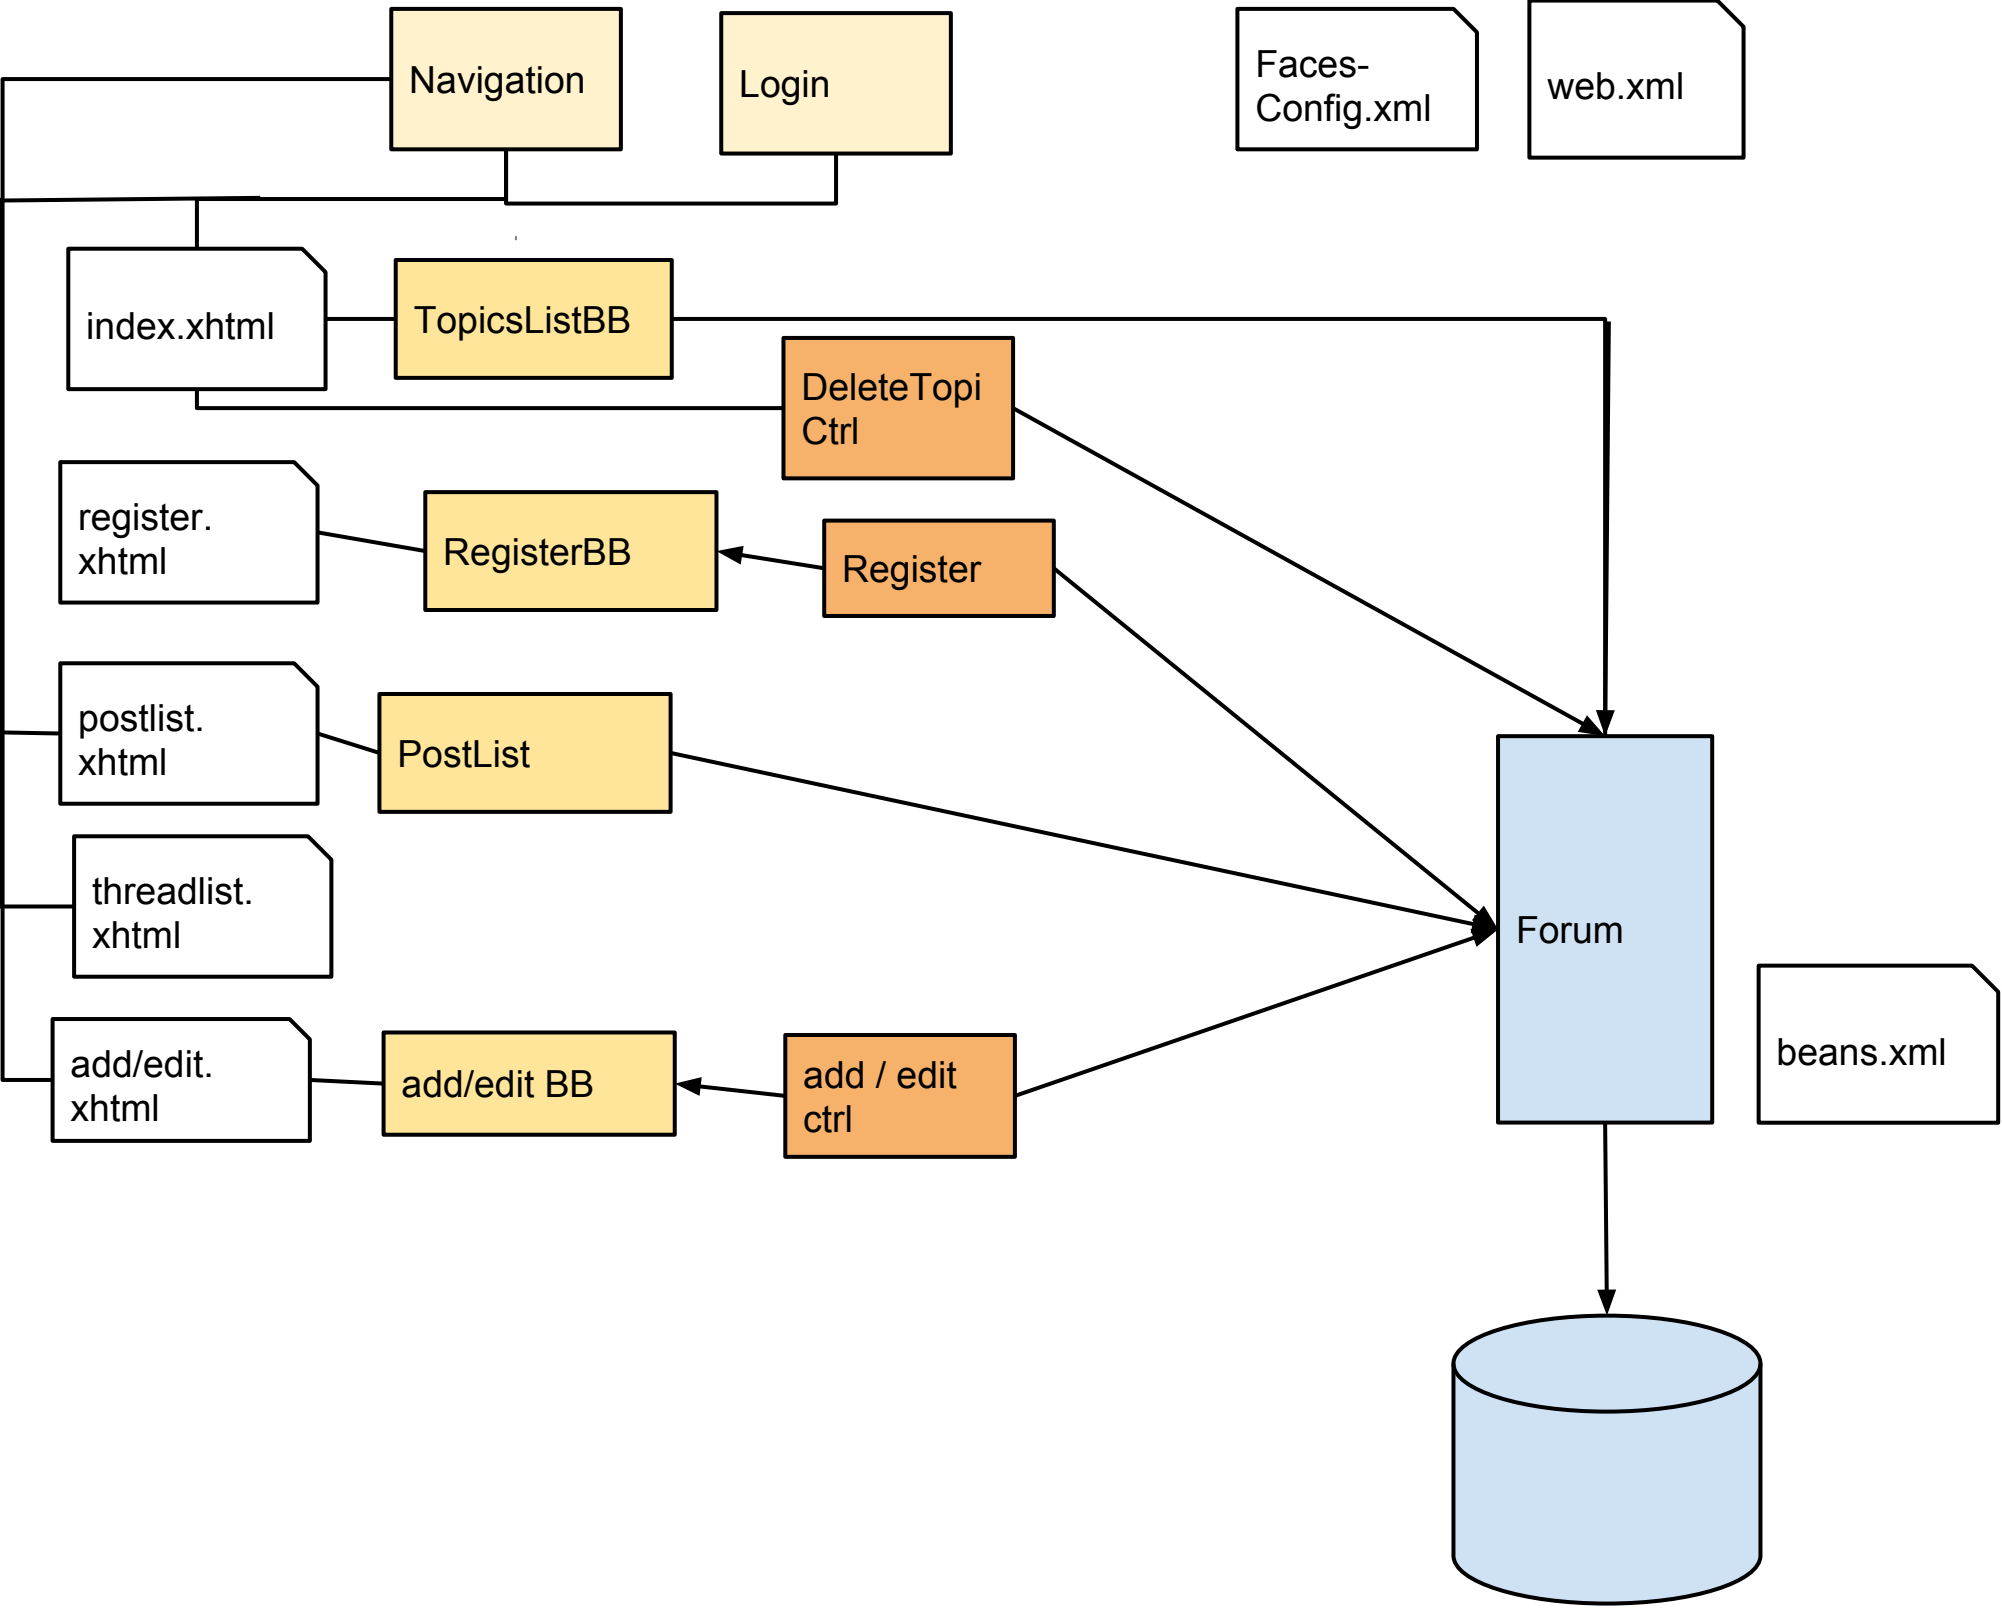 Navigation
Login
Faces-
Config.xml
web.xml
index.xhtml
TopicsListBB
DeleteTopi
Ctrl
register.
xhtml
RegisterBB
Register
postlist.
xhtml
PostList
threadlist.
xhtml
Forum
add/edit.
xhtml
add/edit BB
add / edit
ctrl
beans.xml